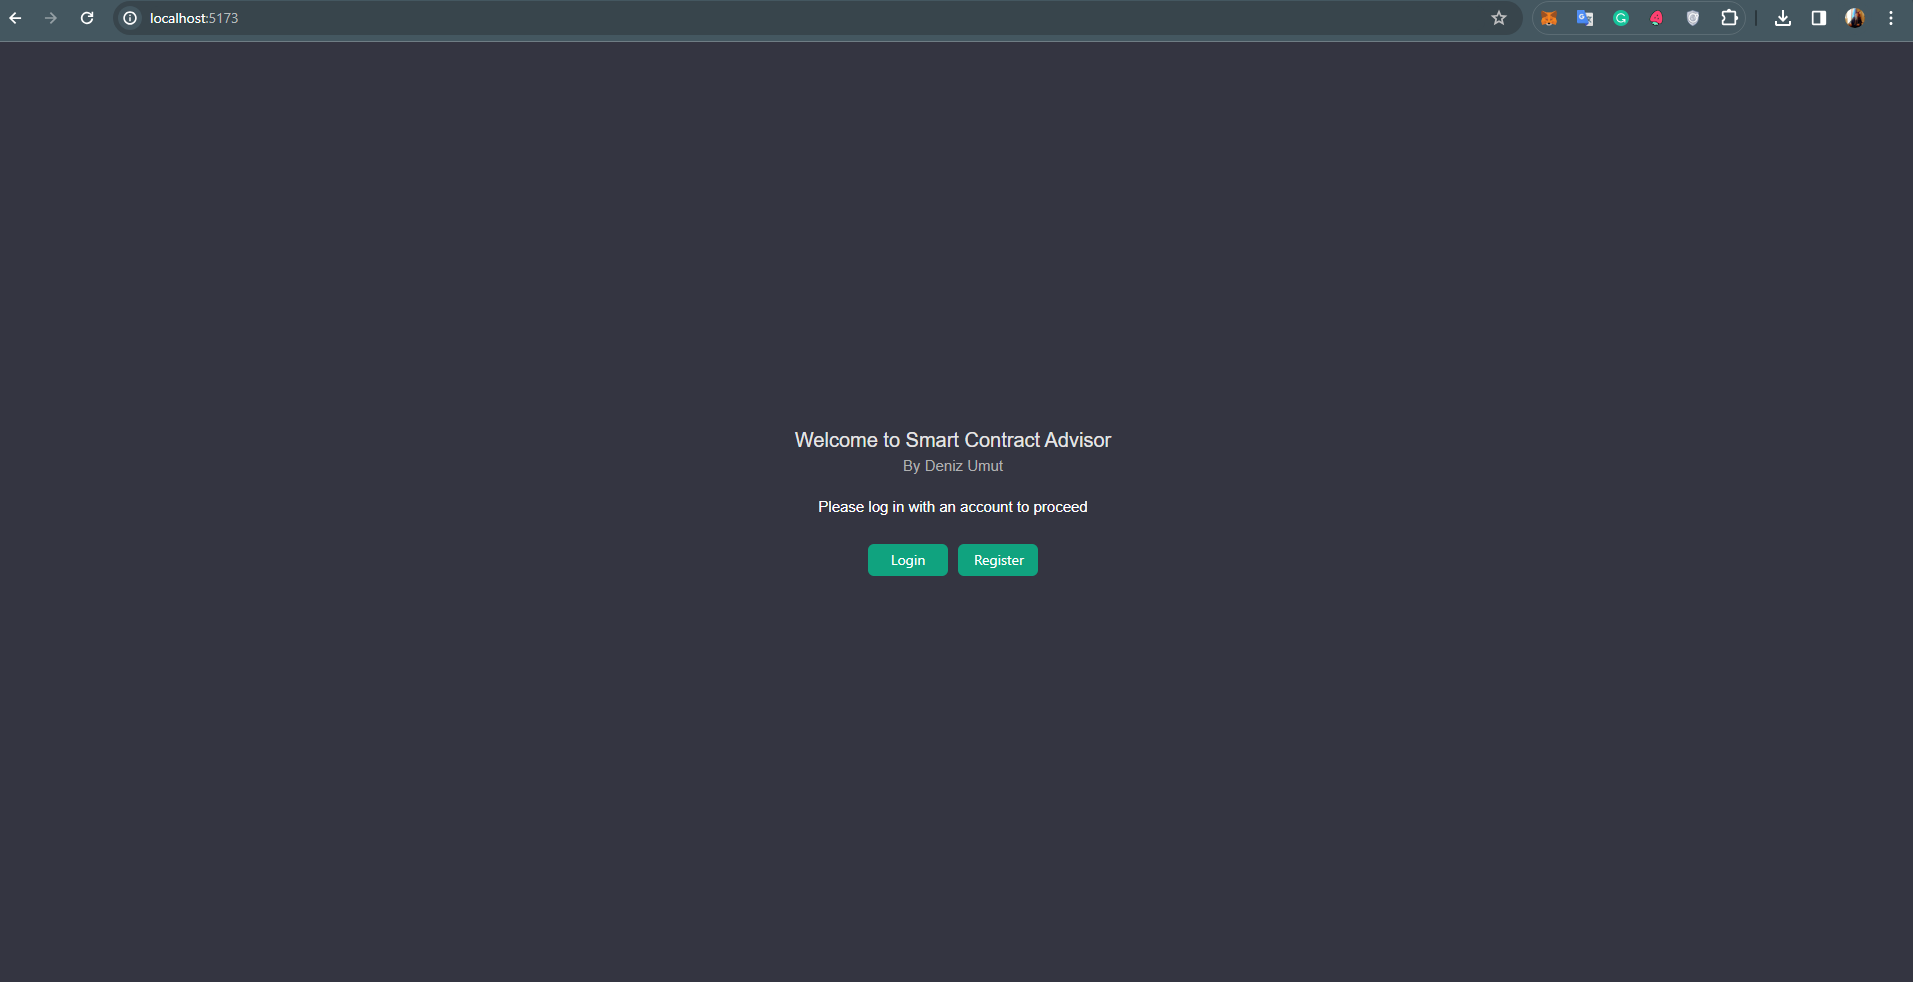 localhost:5173
Welcome to Smart Contract Advisor
By Deniz Umut
Please log in with an account to proceed
Login
Register